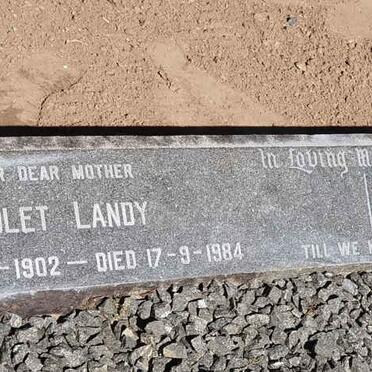 In Loving
DEAR MOTHER
LANDY
-1902 - DIED 17-9-1984
TILL WE